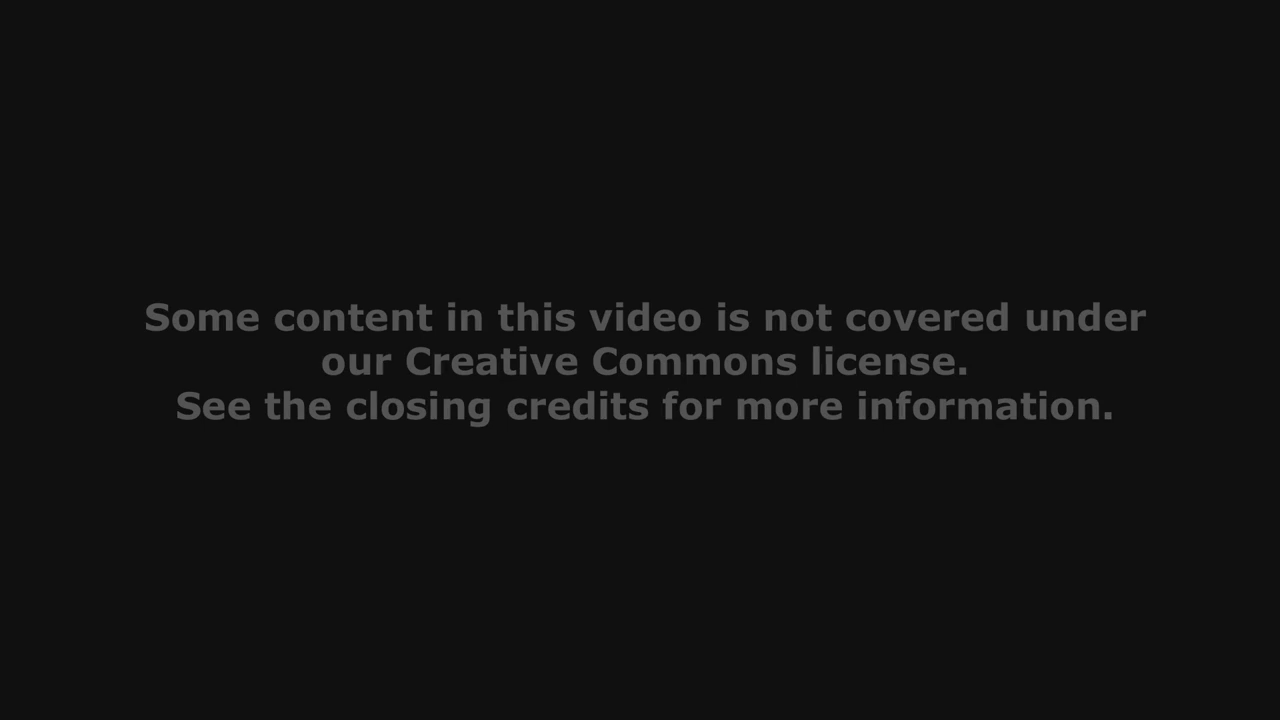 Some content in this video is not covered under
our Creative Commons license.
See the closing credits for more information.